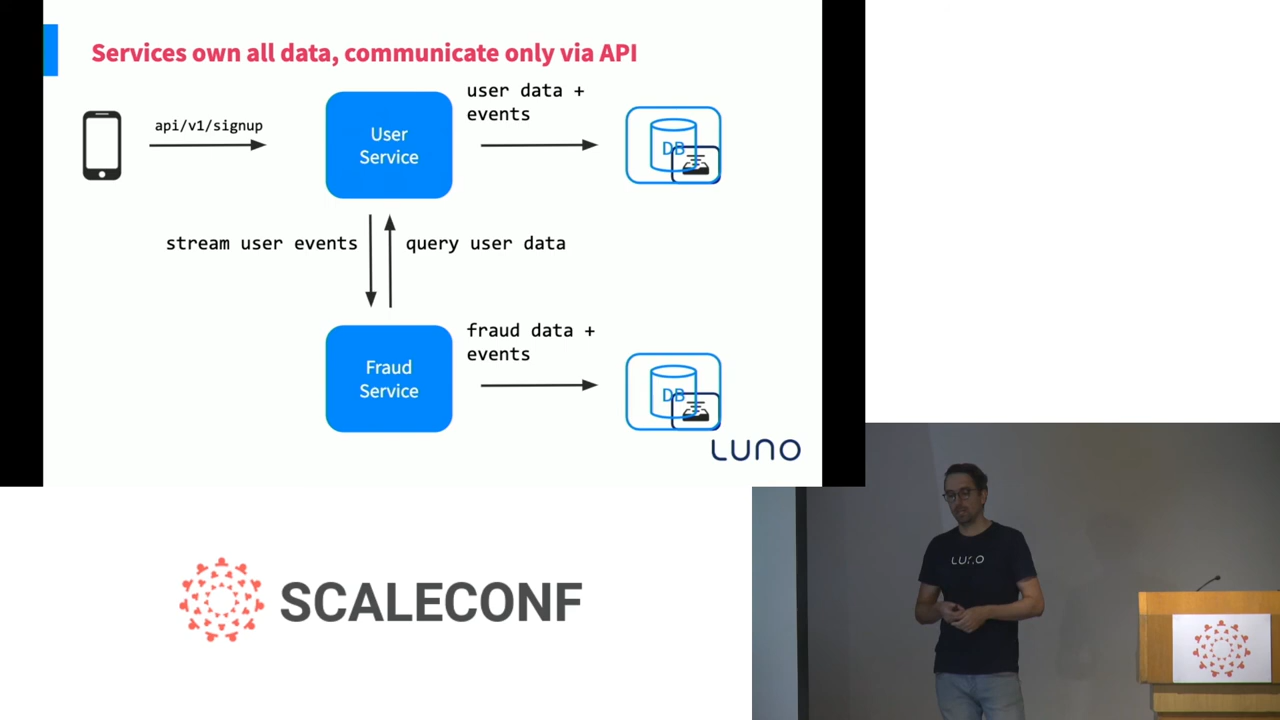 Services own all data, communicate only via API
api/v1/signup
User
Service
user data +
events
DB
stream user events
query user data
Fraud
Service
fraud data +
events
DB
LUNO
SCALECONF
LUNO